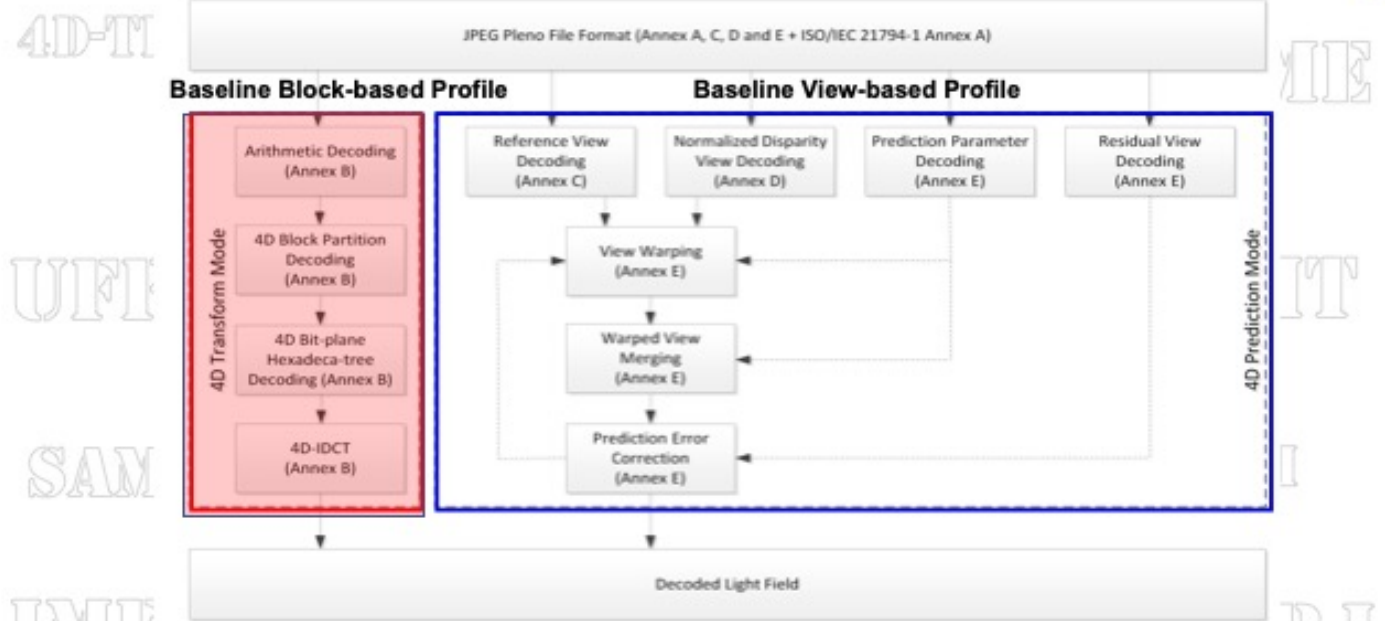 4D-T
JPEG Pleno File Format (Annex A, C, D and E + ISO/IEC 21794-1 Annex A)
Baseline Block-based Profile
Baseline View-based Profile
4D Transform Mode
Arithmetic Decoding
(Annex B)
4D Block Partition
Decoding
(Annex B)
4D Bit-plane
Hexadeca-tree
Decoding (Annex B)
4D-IDCT
(Annex B)
Reference View
Decoding
(Annex C)
Normalized Disparity
View Decoding
(Annex D)
Prediction Parameter
Decoding
(Annex E)
Residual View
Decoding
(Annex E)
View Warping
(Annex E)
Warped View
Merging
(Annex E)
Prediction Error
Correction
(Annex E)
4D Prediction Mode
Decoded Light Field